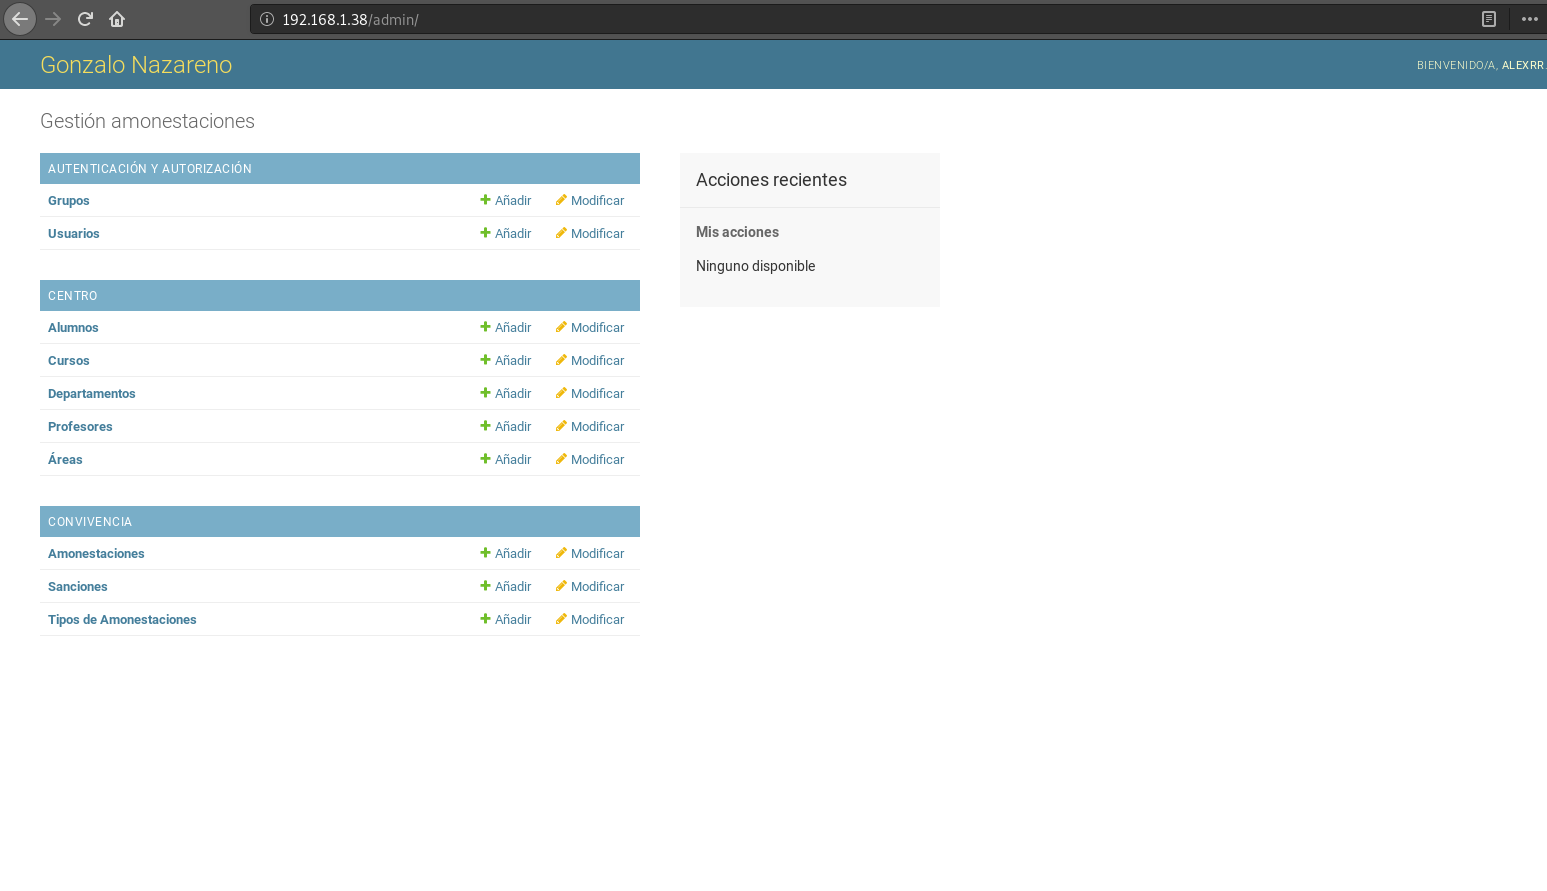 192.168.1.38/admin/
Gonzalo Nazareno
BIENVENIDO/A, ALEXRR.
Gestión amonestaciones
AUTENTICACIÓN Y AUTORIZACIÓN
Grupos Añadir Modificar
Usuarios Añadir Modificar
CENTRO
Alumnos Añadir Modificar
Cursos Añadir Modificar
Departamentos Añadir Modificar
Profesores Añadir Modificar
Áreas Añadir Modificar
CONVIVENCIA
Amonestaciones Añadir Modificar
Sanciones Añadir Modificar
Tipos de Amonestaciones Añadir Modificar
Acciones recientes
Mis acciones
Ninguno disponible